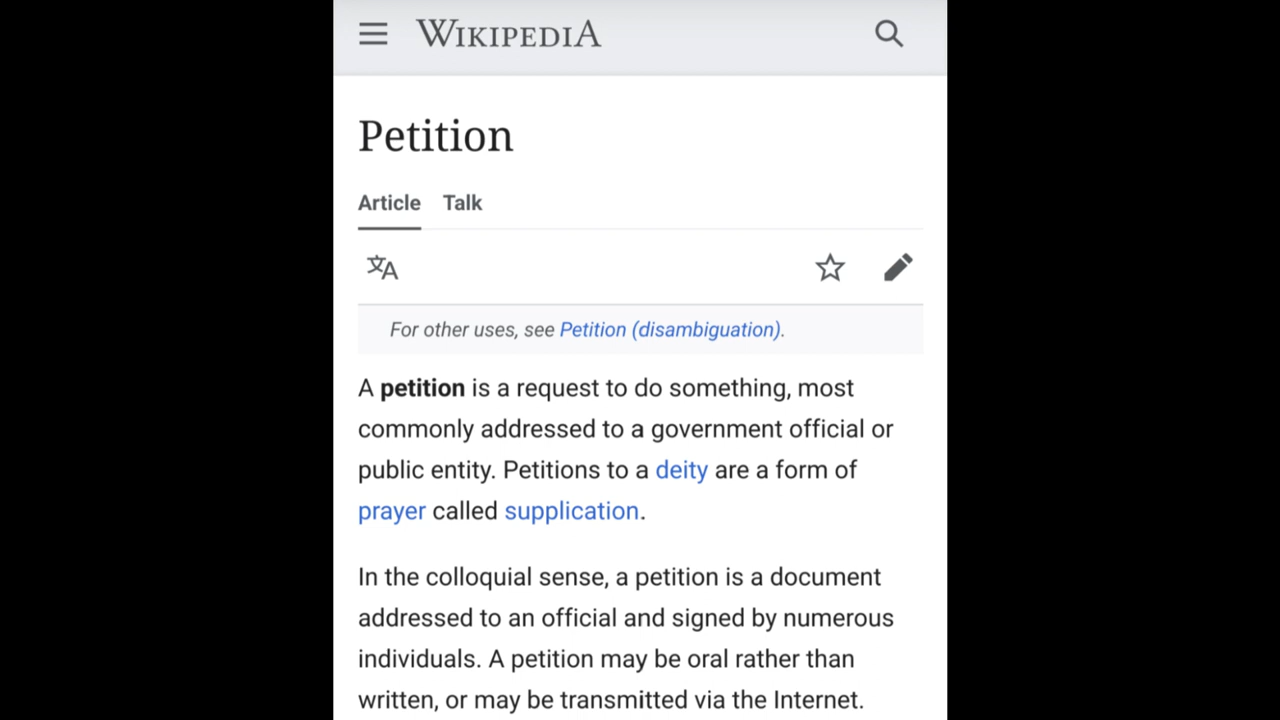 WIKIPEDIA
Petition
Article Talk
For other uses, see Petition (disambiguation).
A petition is a request to do something, most
commonly addressed to a government official or
public entity. Petitions to a deity are a form of
prayer called supplication.
In the colloquial sense, a petition is a document
addressed to an official and signed by numerous
individuals. A petition may be oral rather than
written, or may be transmitted via the Internet.